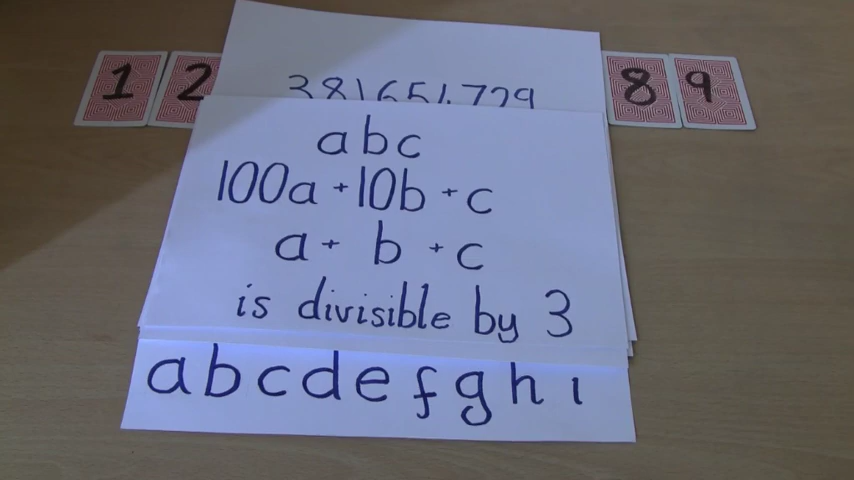 1 2 8 9
381654729
abc
100a + 10b + c
a + b + c
is divisible by 3
abcdefghi